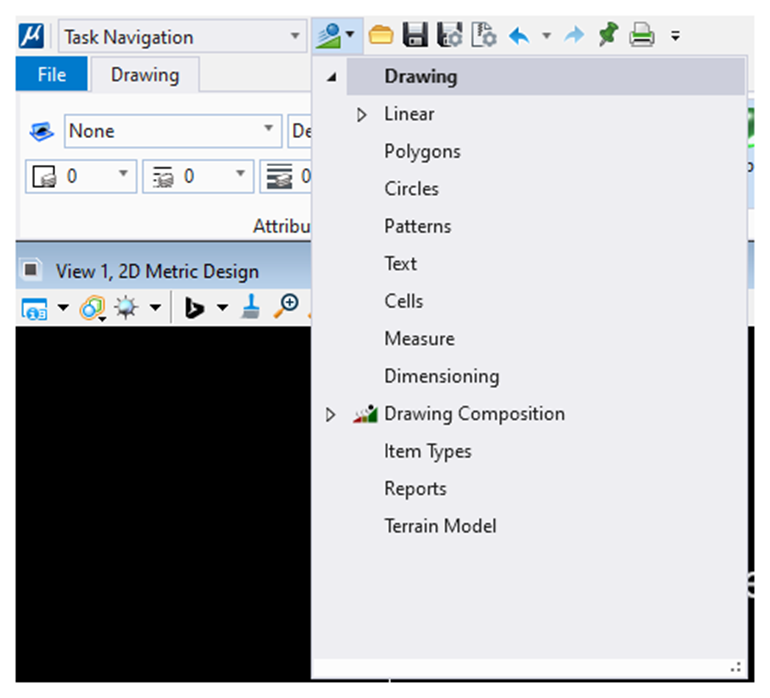 Task Navigation
File
Drawing
None
De
0
0
0
Attribu
View 1, 2D Metric Design
Drawing
Linear
Polygons
Circles
Patterns
Text
Cells
Measure
Dimensioning
Drawing Composition
Item Types
Reports
Terrain Model